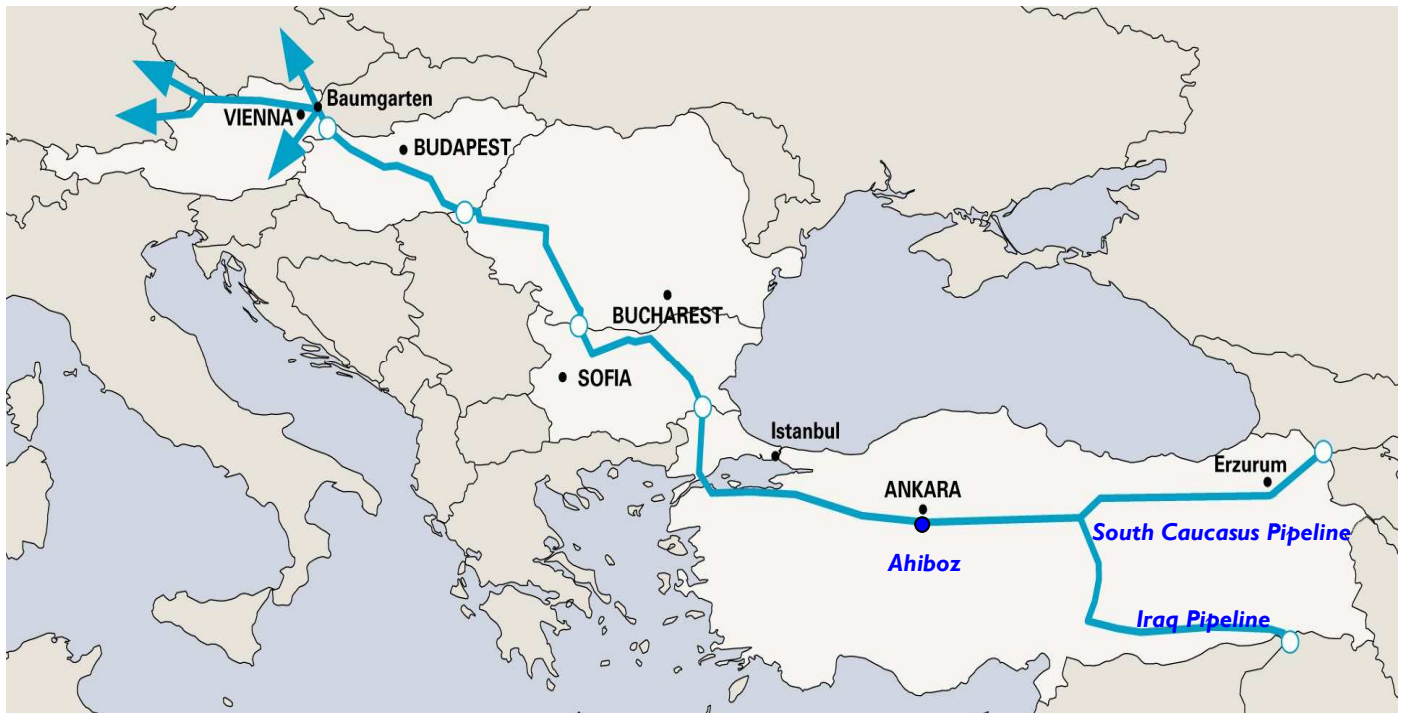 Baumgarten
VIENNA
BUDAPEST
BUCHAREST
SOFIA
Istanbul
Erzurum
ANKARA
South Caucasus Pipeline
Ahiboz
Iraq Pipeline